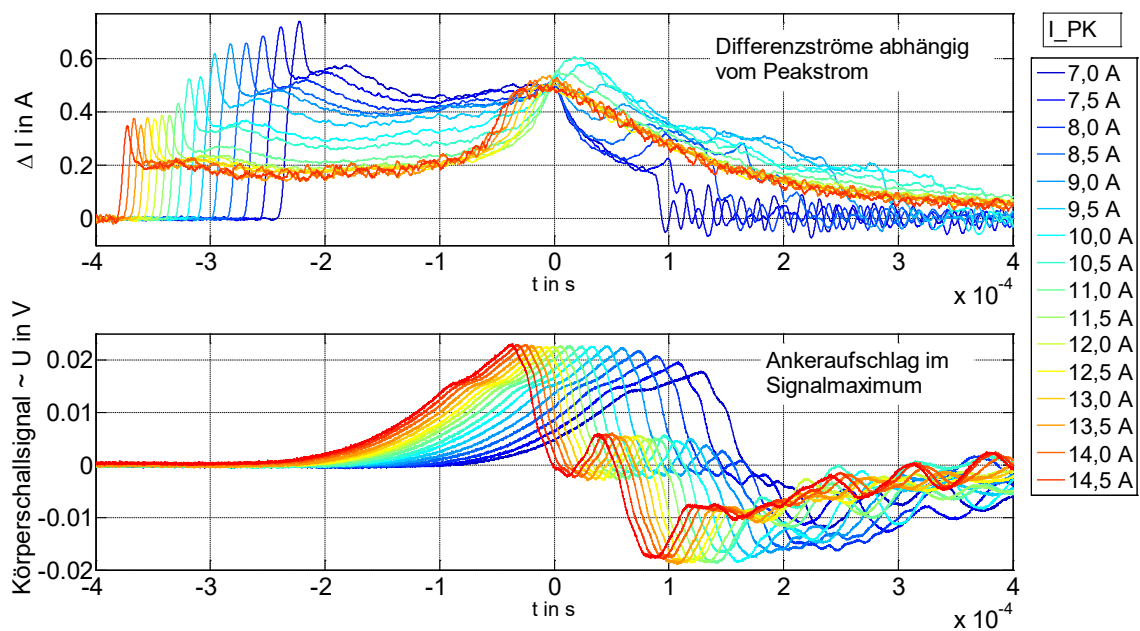 0.6
0.4
0.2
0
Δ I in A
Differenzströme abhängig
vom Peakstrom
-4 -3 -2 -1 0 1 2 3 4
t in s
x 10⁻⁴
0.02
0.01
0
-0.01
-0.02
Körperschallsignal ~ U in V
Ankeraufschlag im
Signalmaximum
-4 -3 -2 -1 0 1 2 3 4
t in s
x 10⁻⁴
I_PK
7,0 A
7,5 A
8,0 A
8,5 A
9,0 A
9,5 A
10,0 A
10,5 A
11,0 A
11,5 A
12,0 A
12,5 A
13,0 A
13,5 A
14,0 A
14,5 A